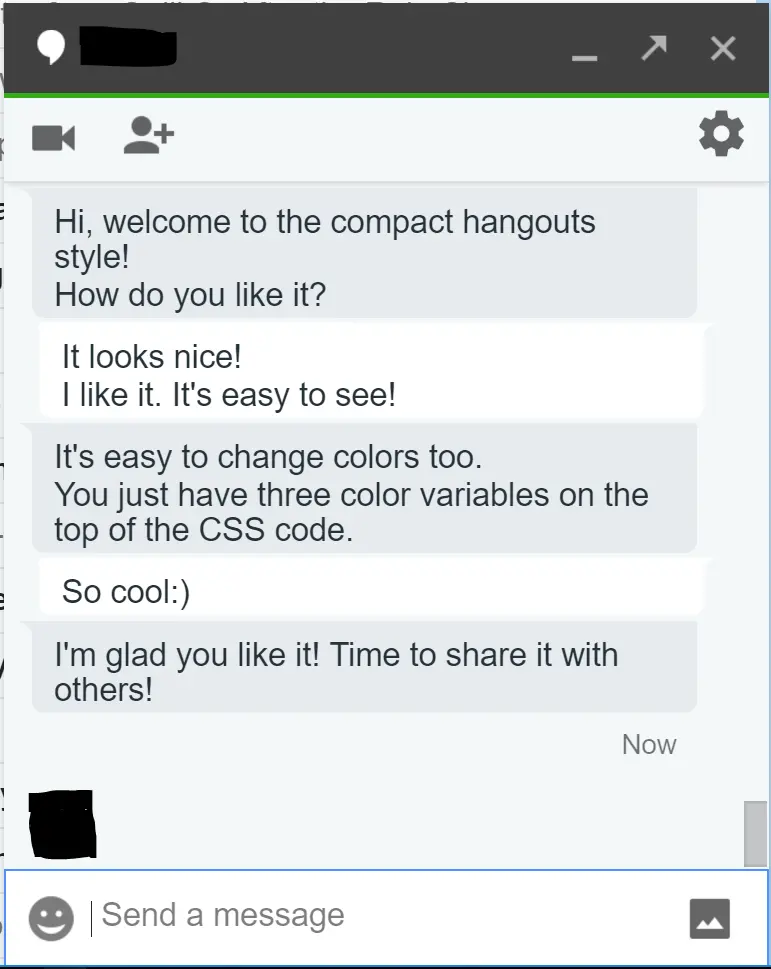 Hi, welcome to the compact hangouts
style!
How do you like it?
It looks nice!
I like it. It's easy to see!
It's easy to change colors too.
You just have three color variables on the
top of the CSS code.
So cool:)
I'm glad you like it! Time to share it with
others!
Now
Send a message